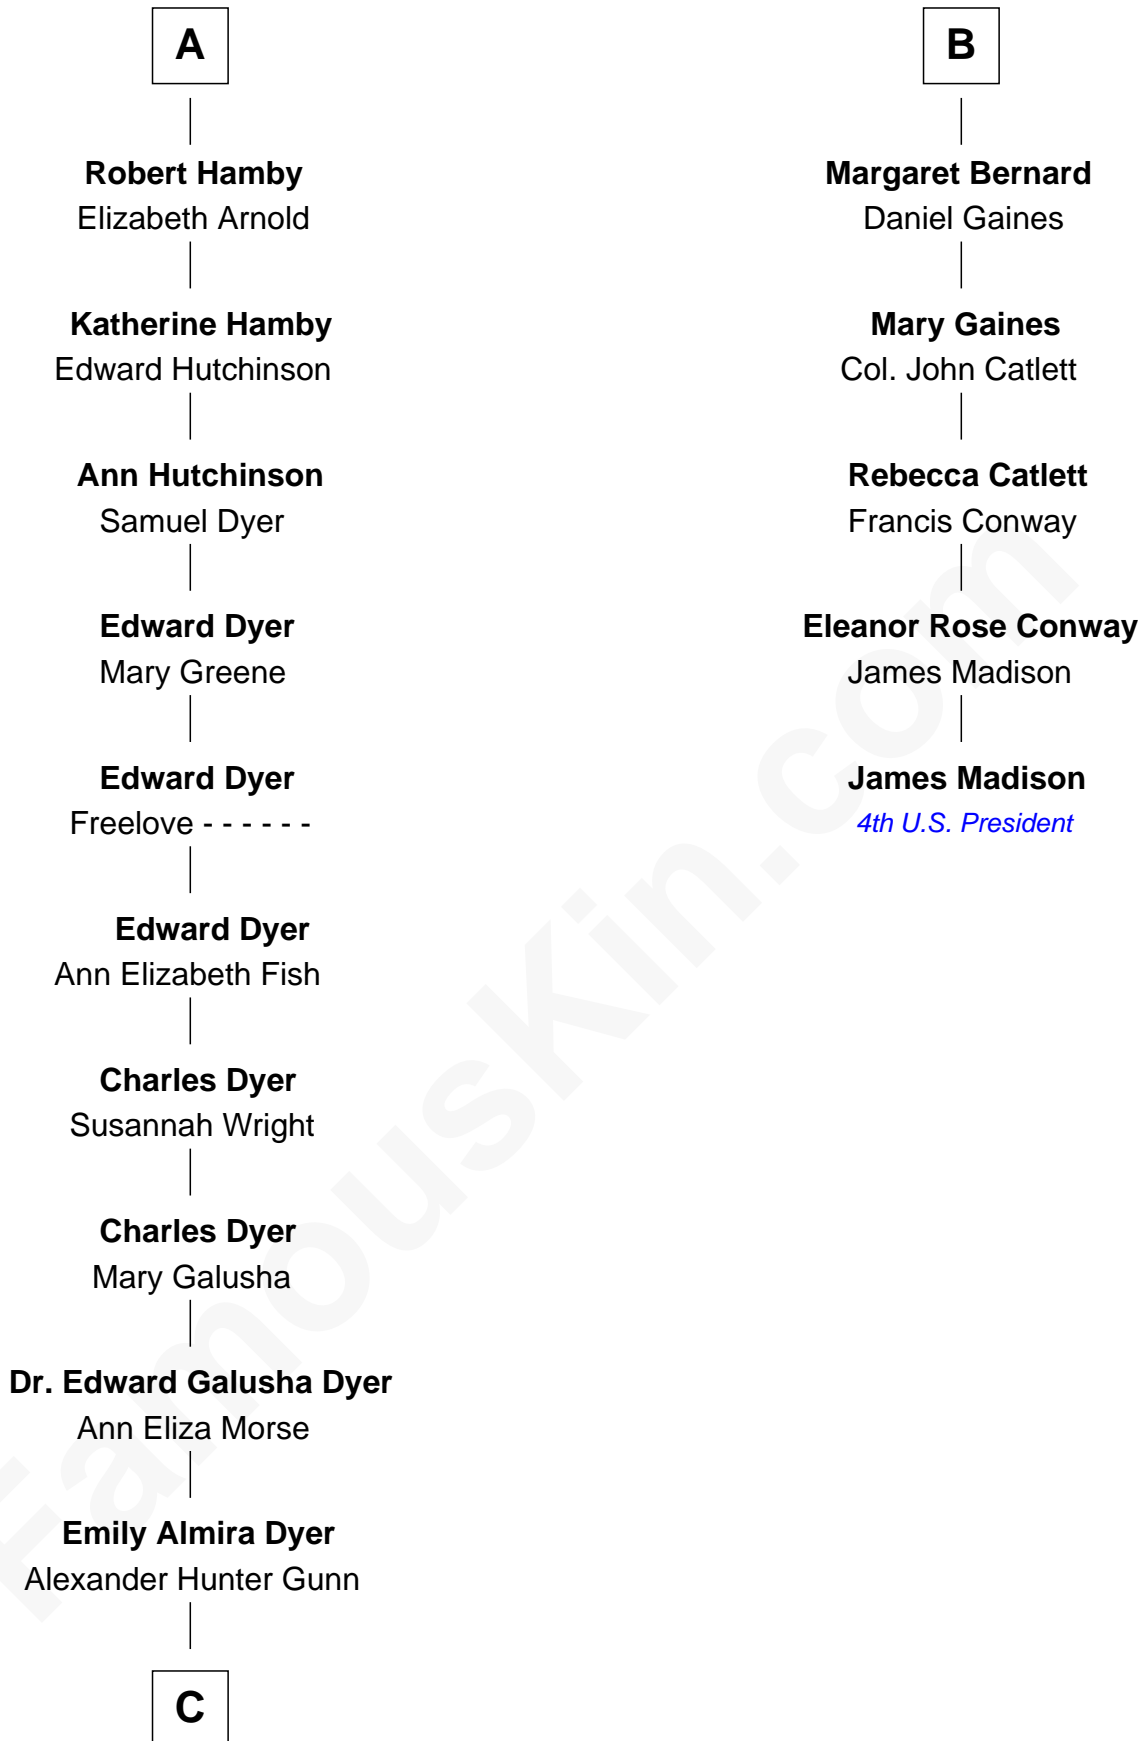 A
Robert Hamby
Elizabeth Arnold
Katherine Hamby
Edward Hutchinson
Ann Hutchinson
Samuel Dyer
Edward Dyer
Mary Greene
Edward Dyer
Freelove - - - - - -
Edward Dyer
Ann Elizabeth Fish
Charles Dyer
Susannah Wright
Charles Dyer
Mary Galusha
Dr. Edward Galusha Dyer
Ann Eliza Morse
Emily Almira Dyer
Alexander Hunter Gunn
C
B
Margaret Bernard
Daniel Gaines
Mary Gaines
Col. John Catlett
Rebecca Catlett
Francis Conway
Eleanor Rose Conway
James Madison
James Madison
4th U.S. President
FamousKin.com